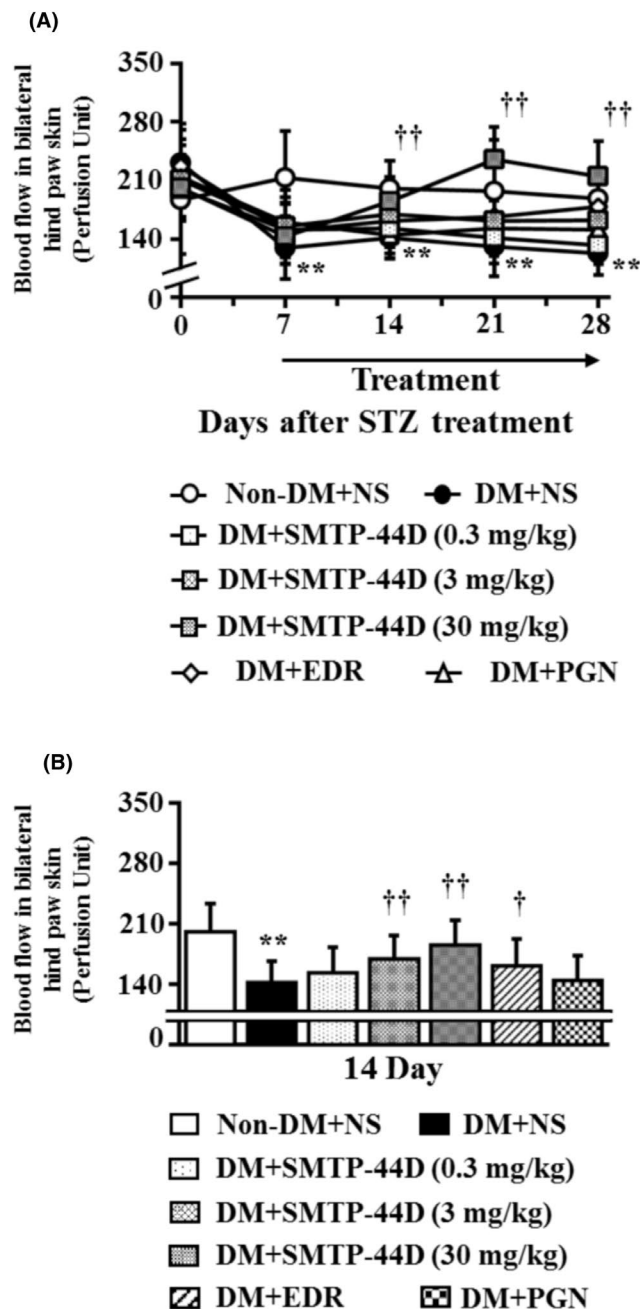 (A)
Blood flow in bilateral
hind paw skin
(Perfusion Unit)
350
280
210
140
0
††
††
††
**
**
**
**
0
7
14
21
28
Treatment
Days after STZ treatment
Non-DM+NS
DM+NS
DM+SMTP-44D (0.3 mg/kg)
DM+SMTP-44D (3 mg/kg)
DM+SMTP-44D (30 mg/kg)
DM+EDR
DM+PGN
(B)
Blood flow in bilateral
hind paw skin
(Perfusion Unit)
350
280
210
140
0
**
††
††
†
14 Day
Non-DM+NS
DM+NS
DM+SMTP-44D (0.3 mg/kg)
DM+SMTP-44D (3 mg/kg)
DM+SMTP-44D (30 mg/kg)
DM+EDR
DM+PGN